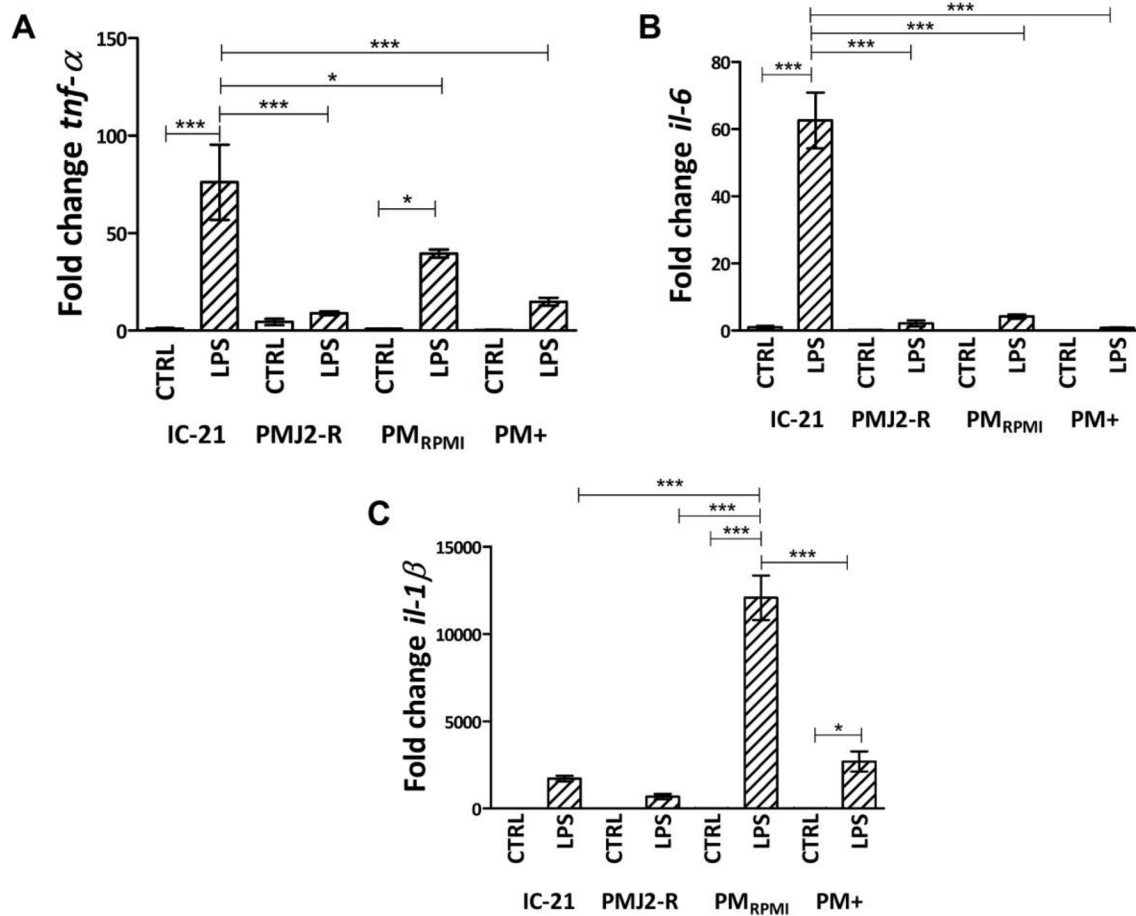 A
Fold change tnf-α
150
100
50
0
***
*
***
***
*
CTRL LPS CTRL LPS CTRL LPS CTRL LPS
IC-21 PMJ2-R PMRPMI PM+
B
Fold change il-6
80
60
40
20
0
***
***
***
***
CTRL LPS CTRL LPS CTRL LPS CTRL LPS
IC-21 PMJ2-R PMRPMI PM+
C
Fold change il-1β
15000
10000
5000
0
***
***
***
***
*
CTRL LPS CTRL LPS CTRL LPS CTRL LPS
IC-21 PMJ2-R PMRPMI PM+